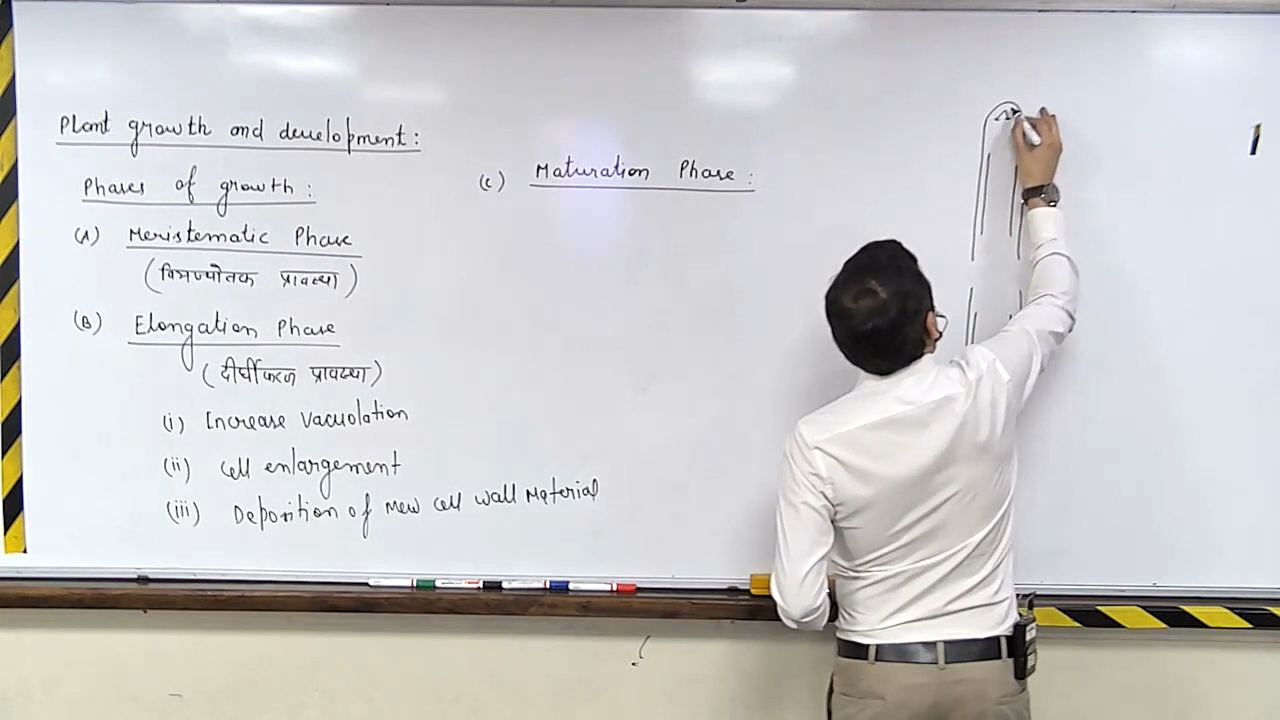 Plant growth and development:
Phases of growth:
(A) Meristematic Phase
(विभज्योतक प्रावस्था)
(B) Elongation Phase
(दीर्घीकरण प्रावस्था)
(i) Increase vacuolation
(ii) Cell enlargement
(iii) Deposition of new cell wall Material
(C) Maturation Phase: